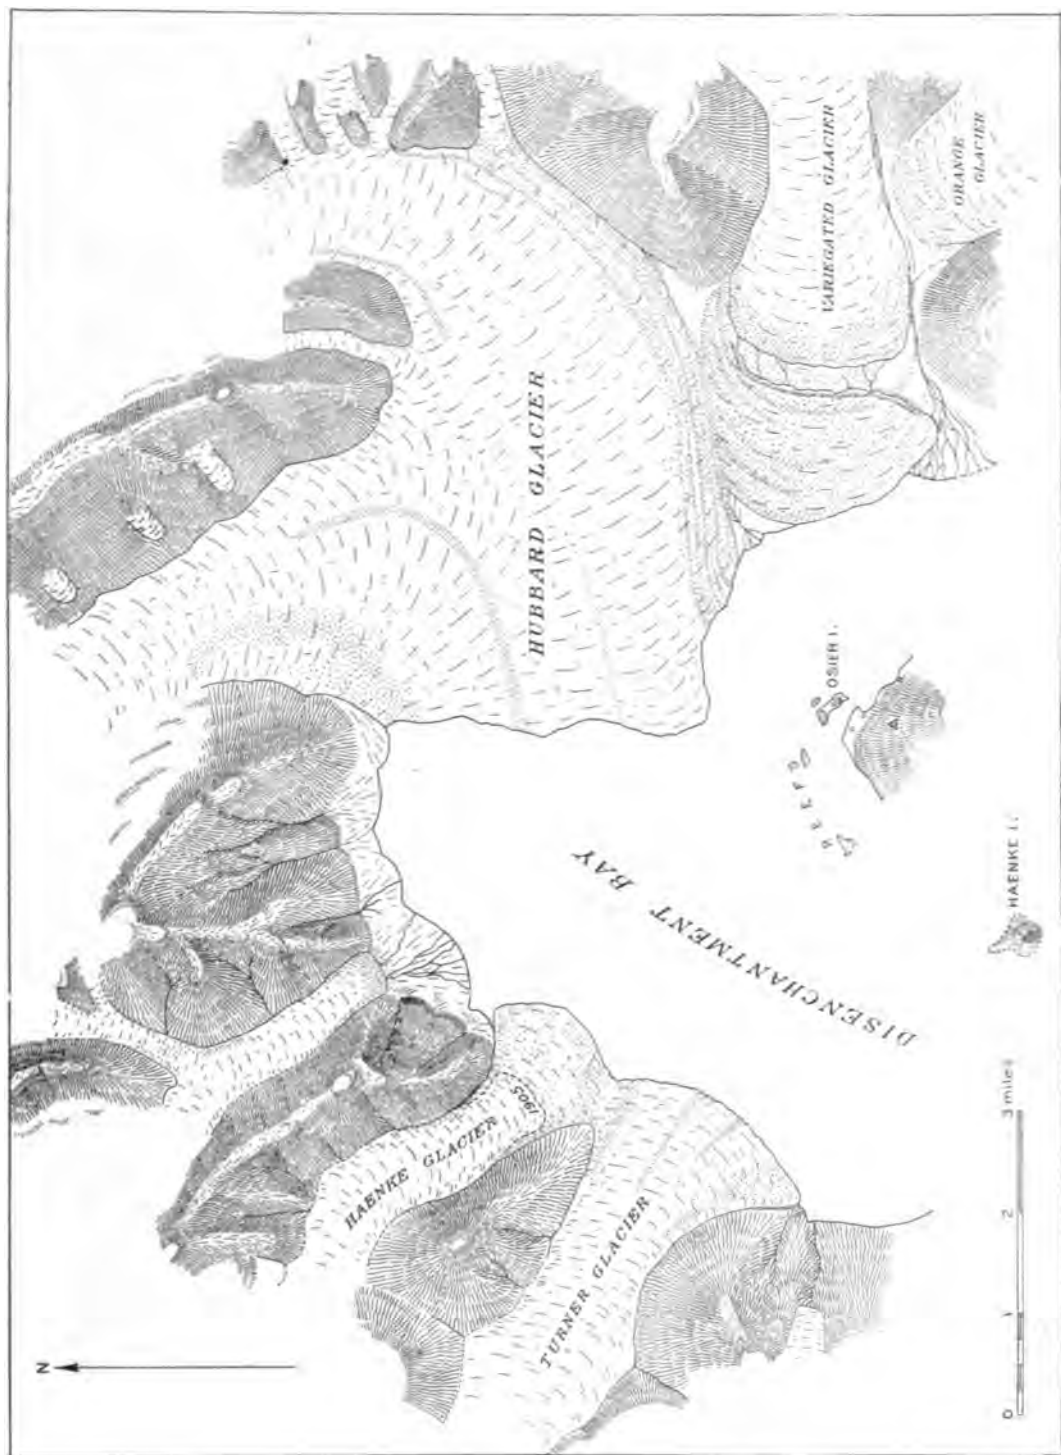 N
HUBBARD GLACIER
VARIEGATED GLACIER
ORANGE
GLACIER
HAENKE GLACIER
1905
TURNER GLACIER
DISENCHANTMENT BAY
REEFS
OSIER I.
HAENKE I.
0 1 2 3 miles